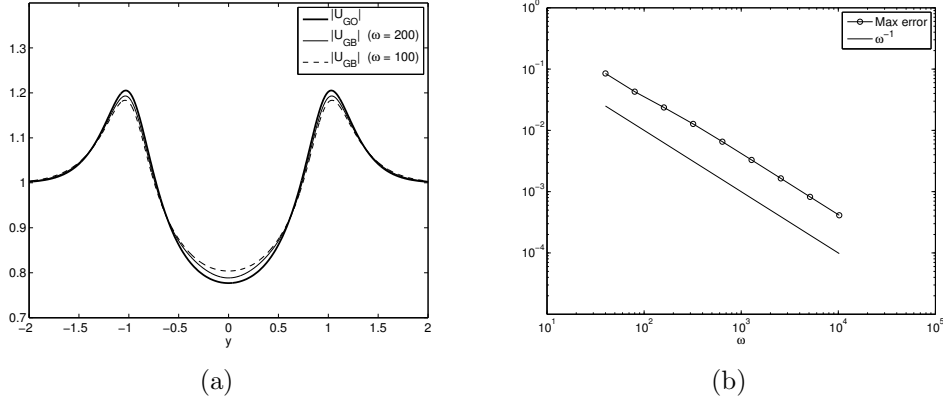 |U_GO|
|U_GB| (ω = 200)
|U_GB| (ω = 100)
1.3
1.2
1.1
1
0.9
0.8
0.7
−2
−1.5
−1
−0.5
0
0.5
1
1.5
2
y
(a)
Max error
ω^−1
10^0
10^−1
10^−2
10^−3
10^−4
10^1
10^2
10^3
10^4
10^5
ω
(b)